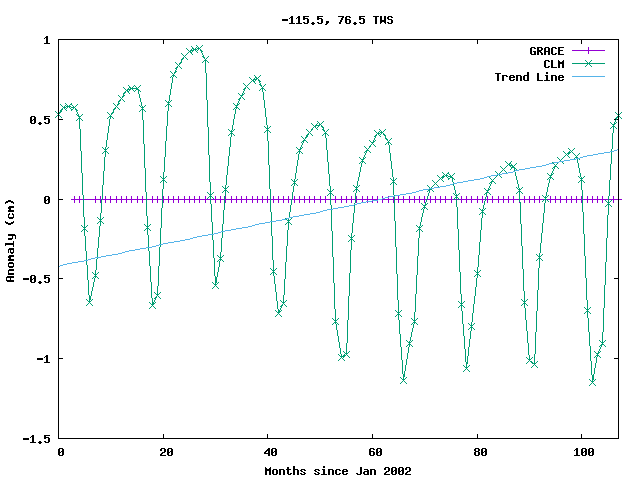 -115.5, 76.5 TWS
GRACE
CLM
Trend Line
1
0.5
0
-0.5
-1
-1.5
Anomaly (cm)
0 20 40 60 80 100
Months since Jan 2002